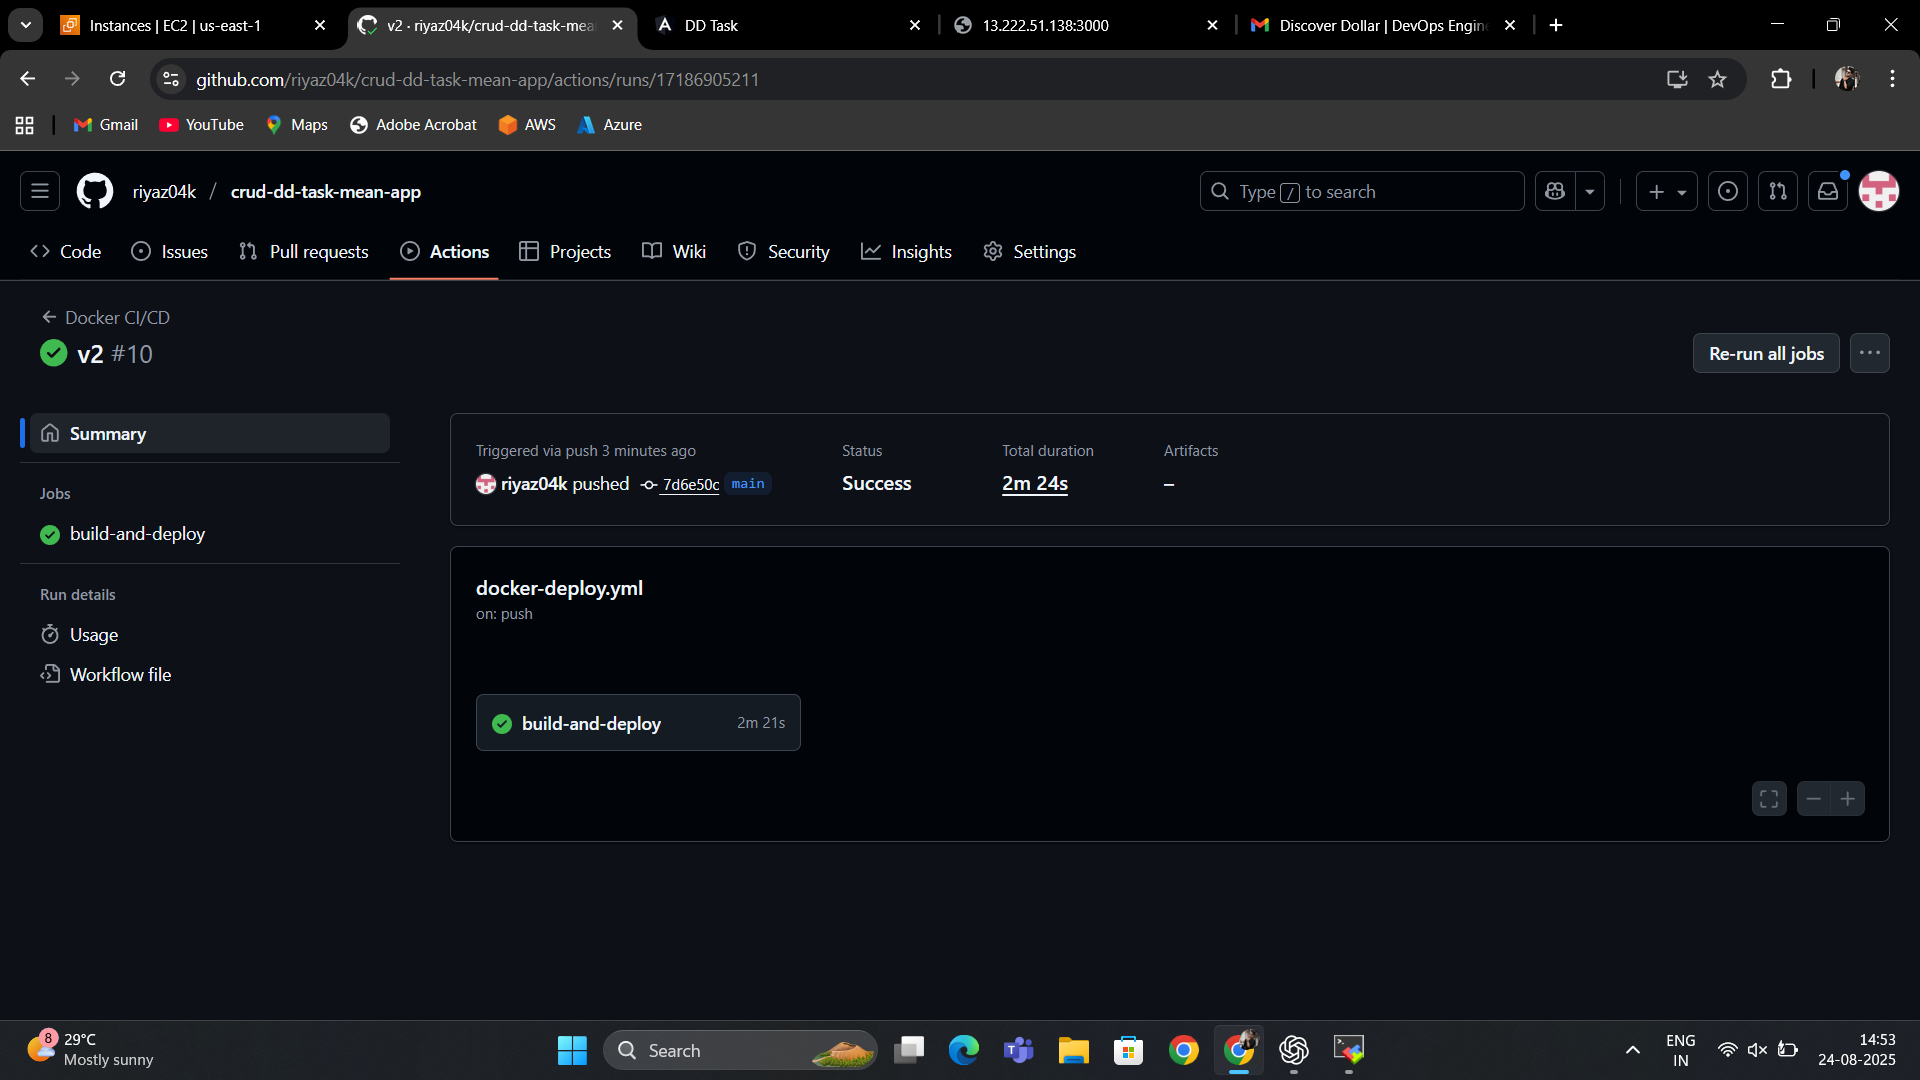 Instances | EC2 | us-east-1
v2 · riyaz04k/crud-dd-task-mea
DD Task
13.222.51.138:3000
Discover Dollar | DevOps Engin
github.com/riyaz04k/crud-dd-task-mean-app/actions/runs/17186905211
Gmail YouTube Maps Adobe Acrobat AWS Azure
riyaz04k / crud-dd-task-mean-app
Type / to search
Code Issues Pull requests Actions Projects Wiki Security Insights Settings
Docker CI/CD
v2 #10
Re-run all jobs
Summary
Jobs
build-and-deploy
Run details
Usage
Workflow file
Triggered via push 3 minutes ago
riyaz04k pushed 7d6e50c main
Status
Success
Total duration
2m 24s
Artifacts
–
docker-deploy.yml
on: push
build-and-deploy 2m 21s
8
29°C
Mostly sunny
Search
ENG
IN
14:53
24-08-2025